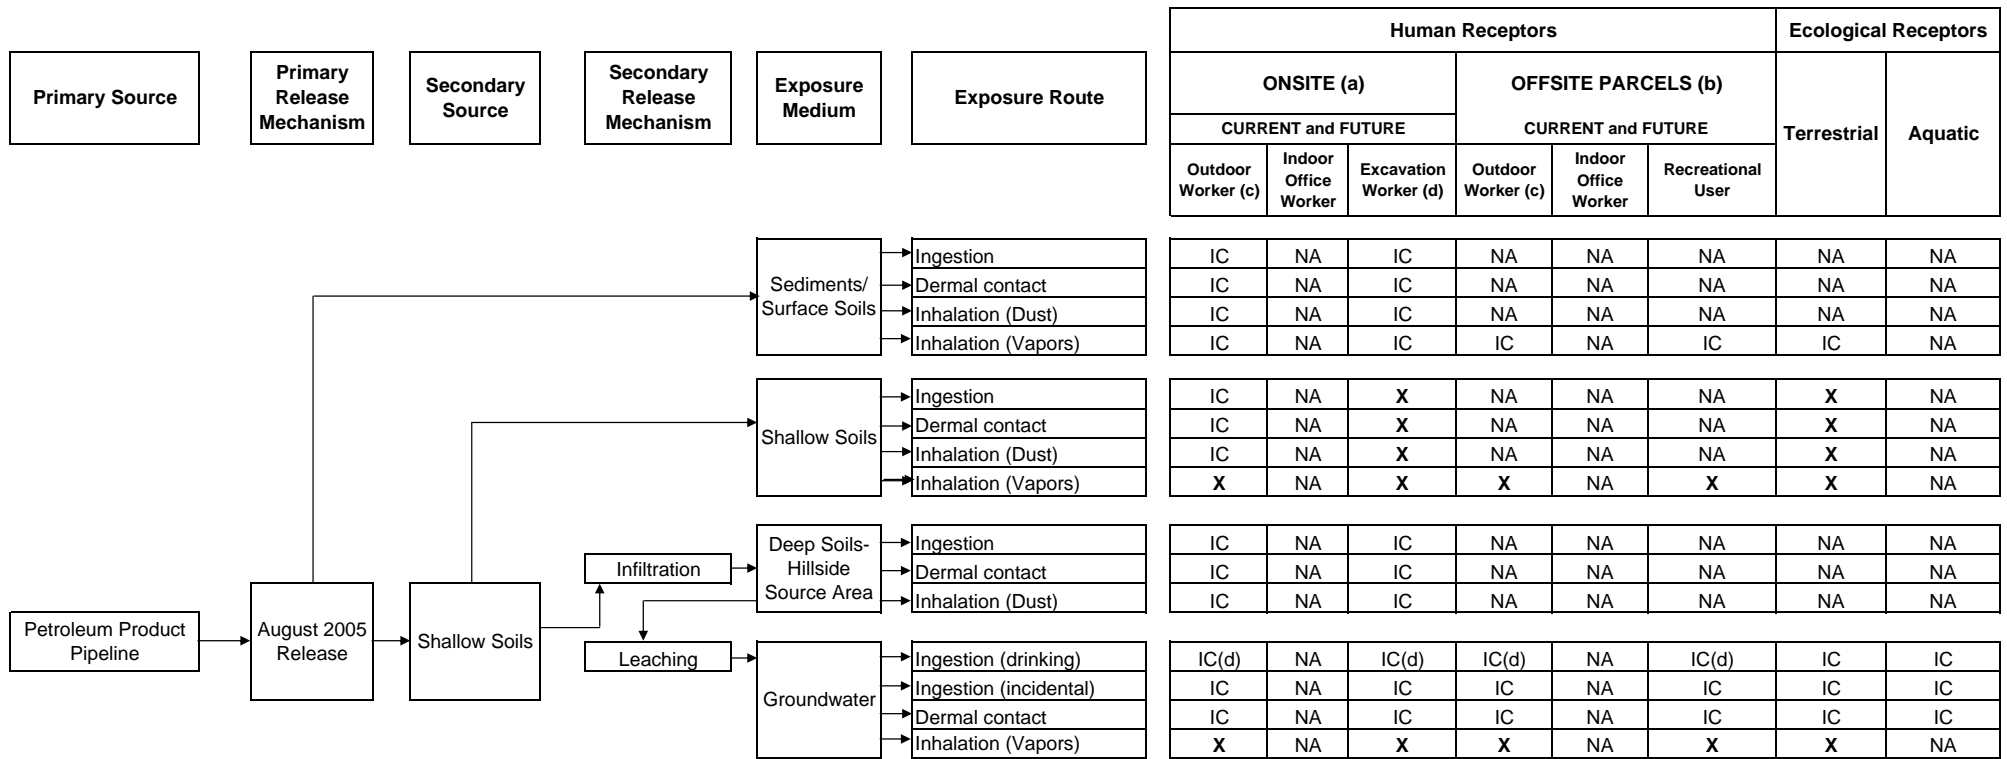 Human Receptors Ecological Receptors
Primary Source
Primary Release Mechanism
Secondary Source
Secondary Release Mechanism
Exposure Medium
Exposure Route
ONSITE (a) OFFSITE PARCELS (b)
Terrestrial Aquatic
CURRENT and FUTURE CURRENT and FUTURE
Outdoor Worker (c)
Indoor Office Worker
Excavation Worker (d)
Outdoor Worker (c)
Indoor Office Worker
Recreational User
Sediments/
Surface Soils
Ingestion IC NA IC NA NA NA NA NA
Dermal contact IC NA IC NA NA NA NA NA
Inhalation (Dust) IC NA IC NA NA NA NA NA
Inhalation (Vapors) IC NA IC IC NA IC IC NA
Shallow Soils
Ingestion IC NA X NA NA NA X NA
Dermal contact IC NA X NA NA NA X NA
Inhalation (Dust) IC NA X NA NA NA X NA
Inhalation (Vapors) X NA X X NA X X NA
Infiltration
Deep Soils-
Hillside
Source Area
Ingestion IC NA IC NA NA NA NA NA
Dermal contact IC NA IC NA NA NA NA NA
Inhalation (Dust) IC NA IC NA NA NA NA NA
Petroleum Product
Pipeline
August 2005
Release
Shallow Soils
Leaching
Groundwater
Ingestion (drinking) IC(d) NA IC(d) IC(d) NA IC(d) IC IC
Ingestion (incidental) IC NA IC IC NA IC IC IC
Dermal contact IC NA IC IC NA IC IC IC
Inhalation (Vapors) X NA X X NA X X NA